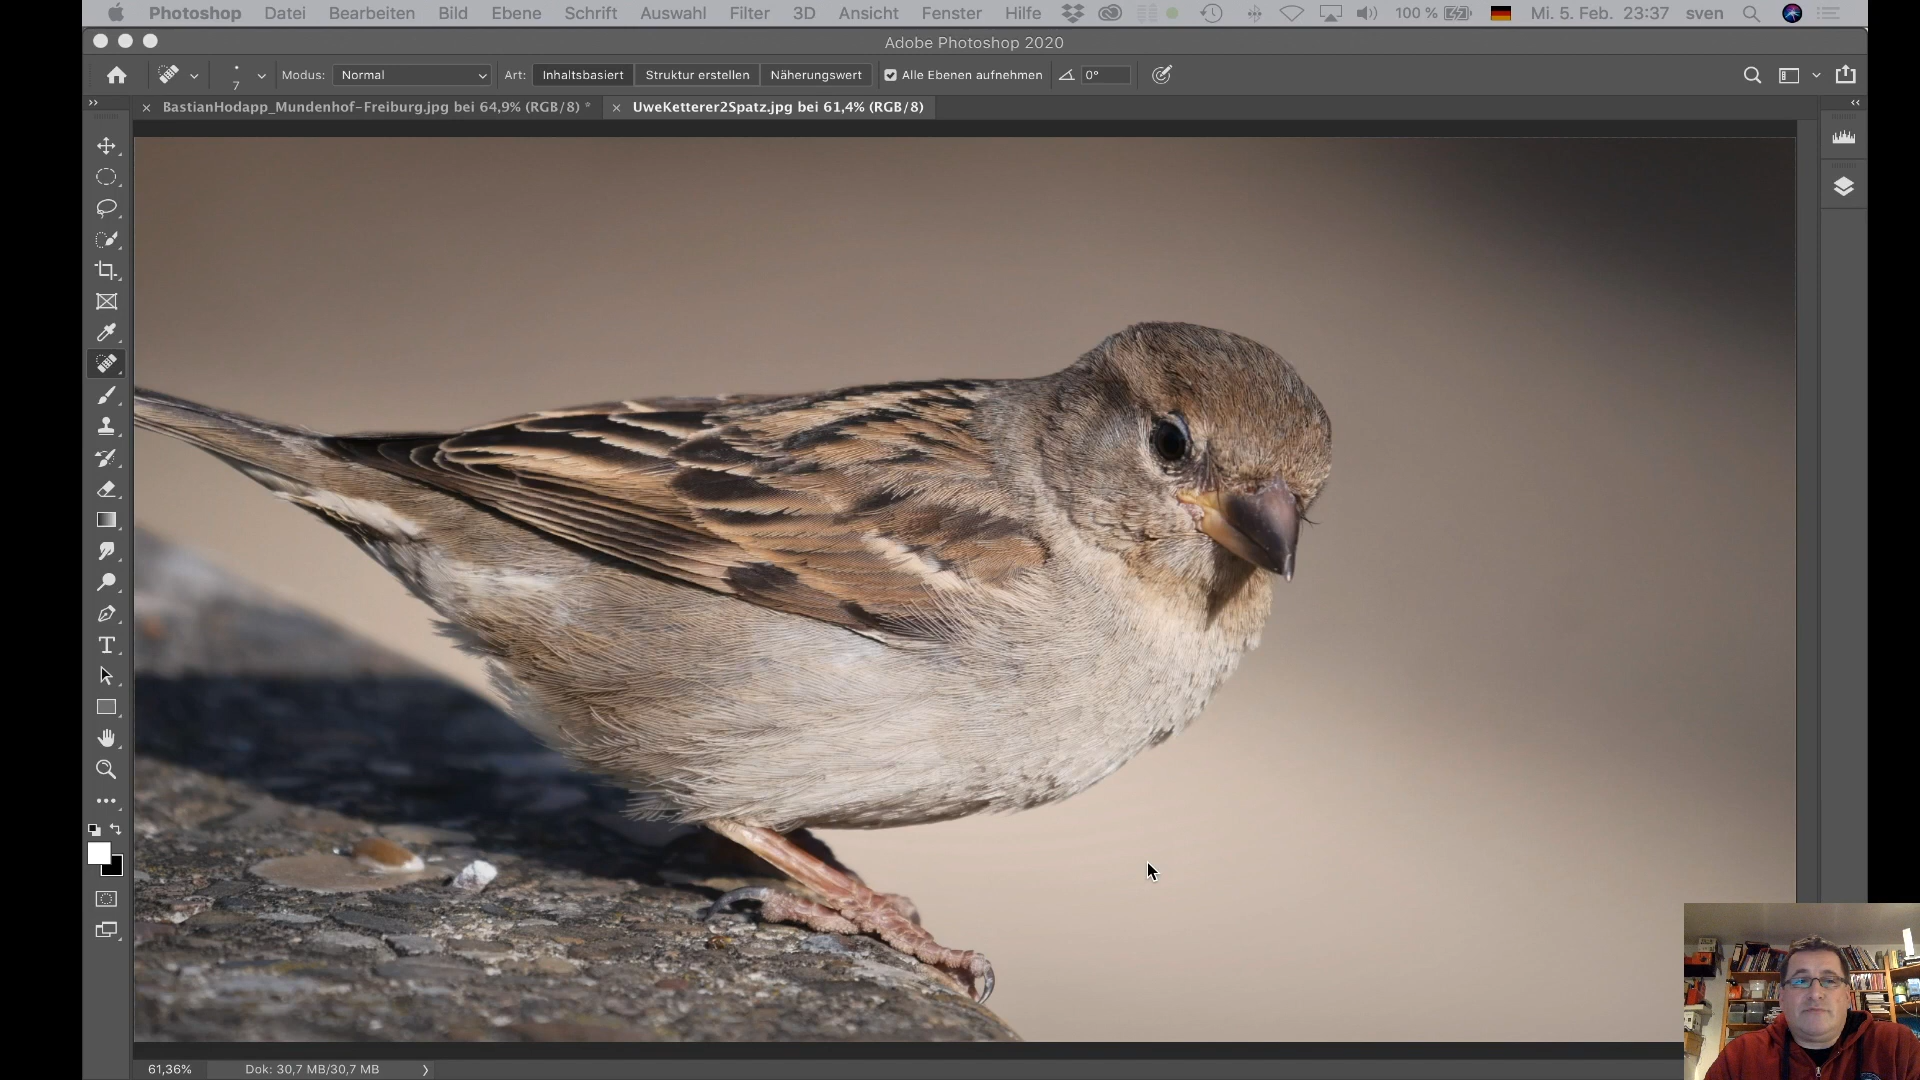 Photoshop Datei Bearbeiten Bild Ebene Schrift Auswahl Filter 3D Ansicht Fenster Hilfe 100 % Mi. 5. Feb. 23:37 sven
Adobe Photoshop 2020
7 Modus: Normal Art: Inhaltsbasiert Struktur erstellen Näherungswert Alle Ebenen aufnehmen 0°
BastianHodapp_Mundenhof-Freiburg.jpg bei 64,9% (RGB/8) * UweKetterer2Spatz.jpg bei 61,4% (RGB/8)
61,36% Dok: 30,7 MB/30,7 MB